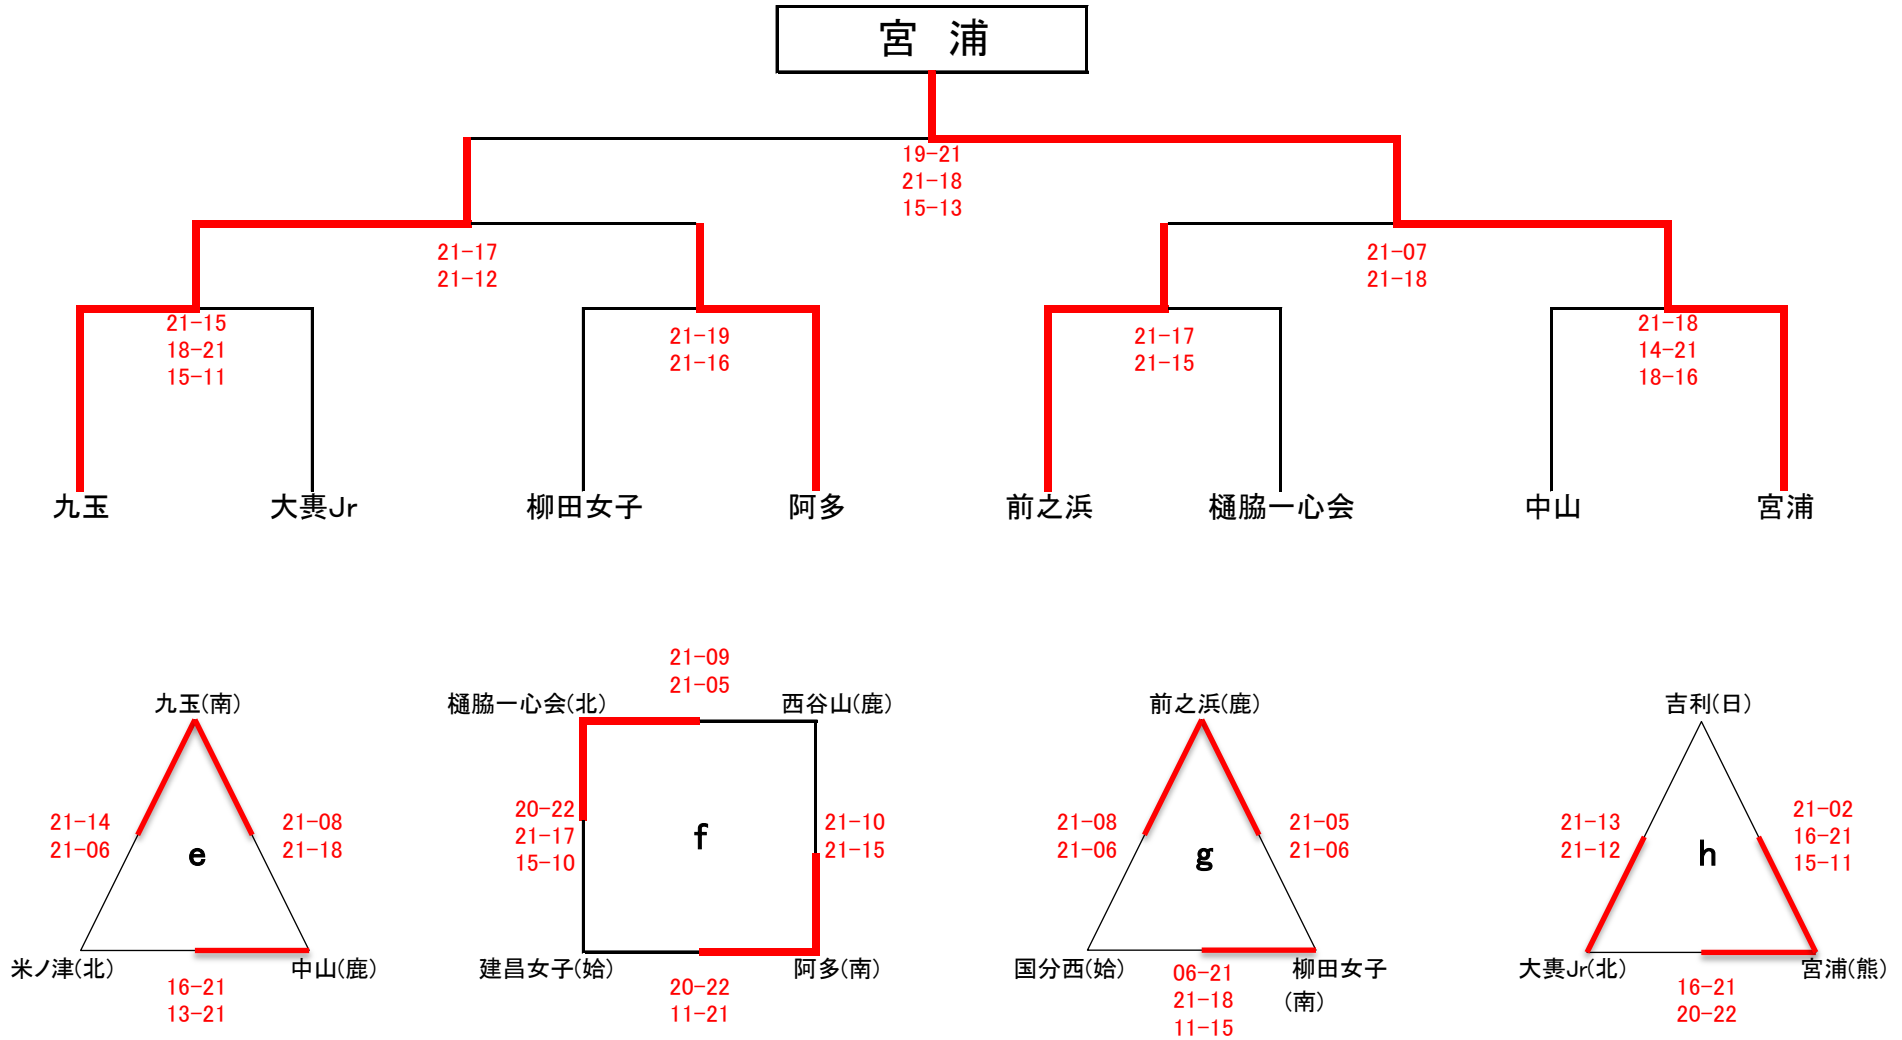 宮　浦
19-21
21-18
15-13
21-17
21-12
21-07
21-18
21-15
18-21
15-11
21-19
21-16
21-17
21-15
21-18
14-21
18-16
九玉
大裏Jr
柳田女子
阿多
前之浜
樋脇一心会
中山
宮浦
21-09
21-05
九玉(南)
樋脇一心会(北)
西谷山(鹿)
前之浜(鹿)
吉利(日)
21-14
21-06
21-08
21-18
e
20-22
21-17
15-10
f
21-10
21-15
21-08
21-06
g
21-05
21-06
21-13
21-12
h
21-02
16-21
15-11
米ノ津(北)
中山(鹿)
16-21
13-21
建昌女子(姶)
阿多(南)
20-22
11-21
国分西(姶)
柳田女子
(南)
06-21
21-18
11-15
大裏Jr(北)
宮浦(熊)
16-21
20-22